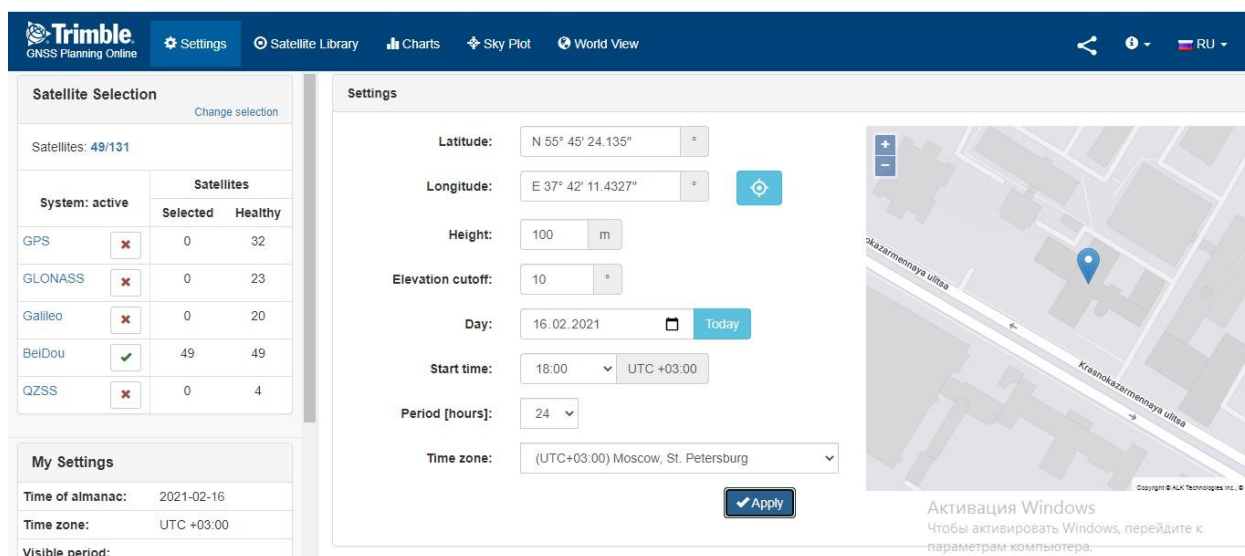 Trimble.
GNSS Planning Online
Settings
Satellite Library
Charts
Sky Plot
World View
RU
Satellite Selection
Change selection
Satellites: 49/131
System: active
Satellites
Selected Healthy
GPS 0 32
GLONASS 0 23
Galileo 0 20
BeiDou 49 49
QZSS 0 4
My Settings
Time of almanac: 2021-02-16
Time zone: UTC +03:00
Visible period:
Settings
Latitude: N 55° 45' 24.135" °
Longitude: E 37° 42' 11.4327" °
Height: 100 m
Elevation cutoff: 10 °
Day: 16.02.2021 Today
Start time: 18:00 UTC +03:00
Period [hours]: 24
Time zone: (UTC+03:00) Moscow, St. Petersburg
Apply
+
−
okazarmennaya ulitsa
Krasnokazarmennaya ulitsa
Copyright © ALK Technologies Inc., ©
Активация Windows
Чтобы активировать Windows, перейдите к
параметрам компьютера.